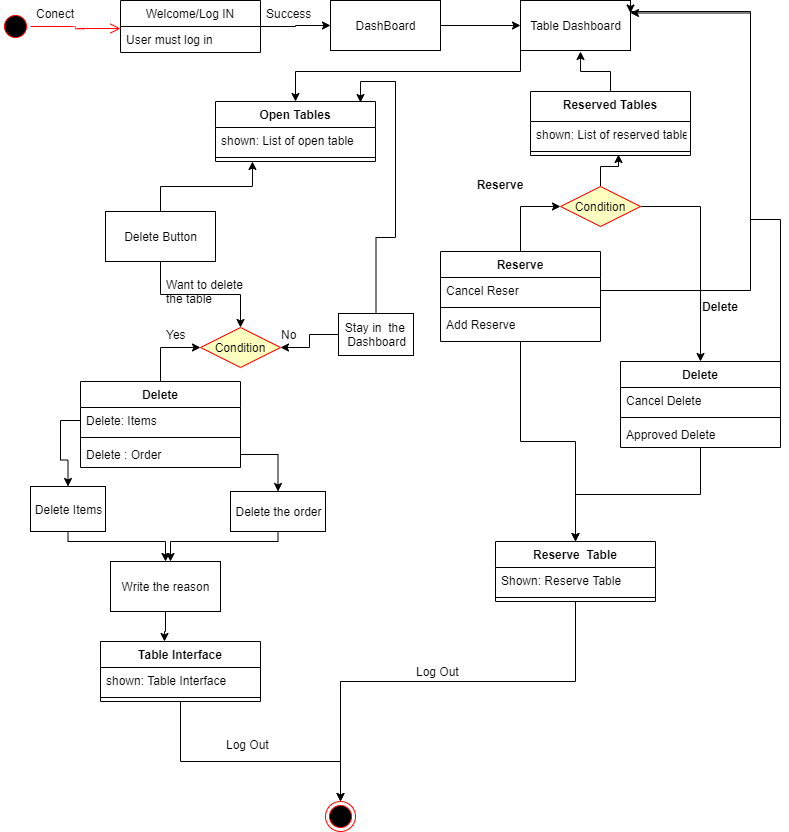 Conect
Welcome/Log IN
User must log in
Success
DashBoard
Table Dashboard
Open Tables
shown: List of open table
Reserved Tables
shown: List of reserved table
Reserve
Condition
Delete Button
Want to delete
the table
Reserve
Cancel Reser
Add Reserve
Delete
Stay in the
Dashboard
Yes
Condition
No
Delete
Cancel Delete
Approved Delete
Delete
Delete: Items
Delete : Order
Delete Items
Delete the order
Write the reason
Reserve Table
Shown: Reserve Table
Table Interface
shown: Table Interface
Log Out
Log Out